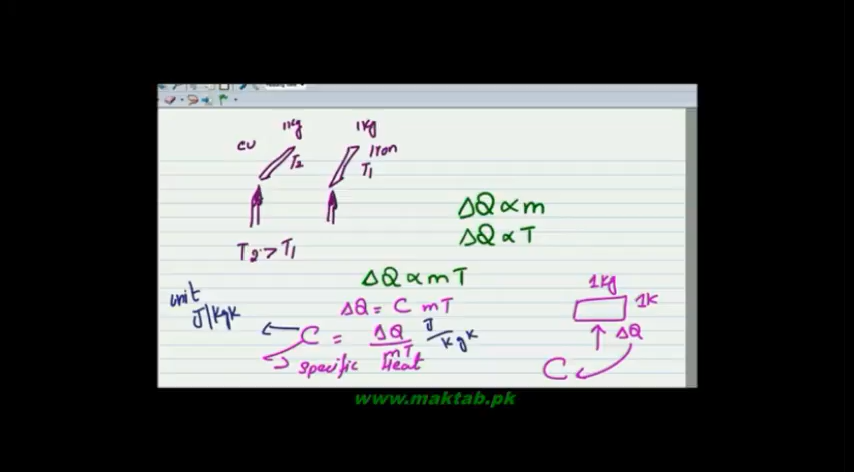 1kg 1kg
cu Iron
T2 T1
T2 > T1
ΔQ ∝ m
ΔQ ∝ T
ΔQ ∝ mT
ΔQ = C mT
unit
J/kgK
C = ΔQ/mT J/kgK
Specific Heat
1kg
1K
ΔQ
C
www.maktab.pk